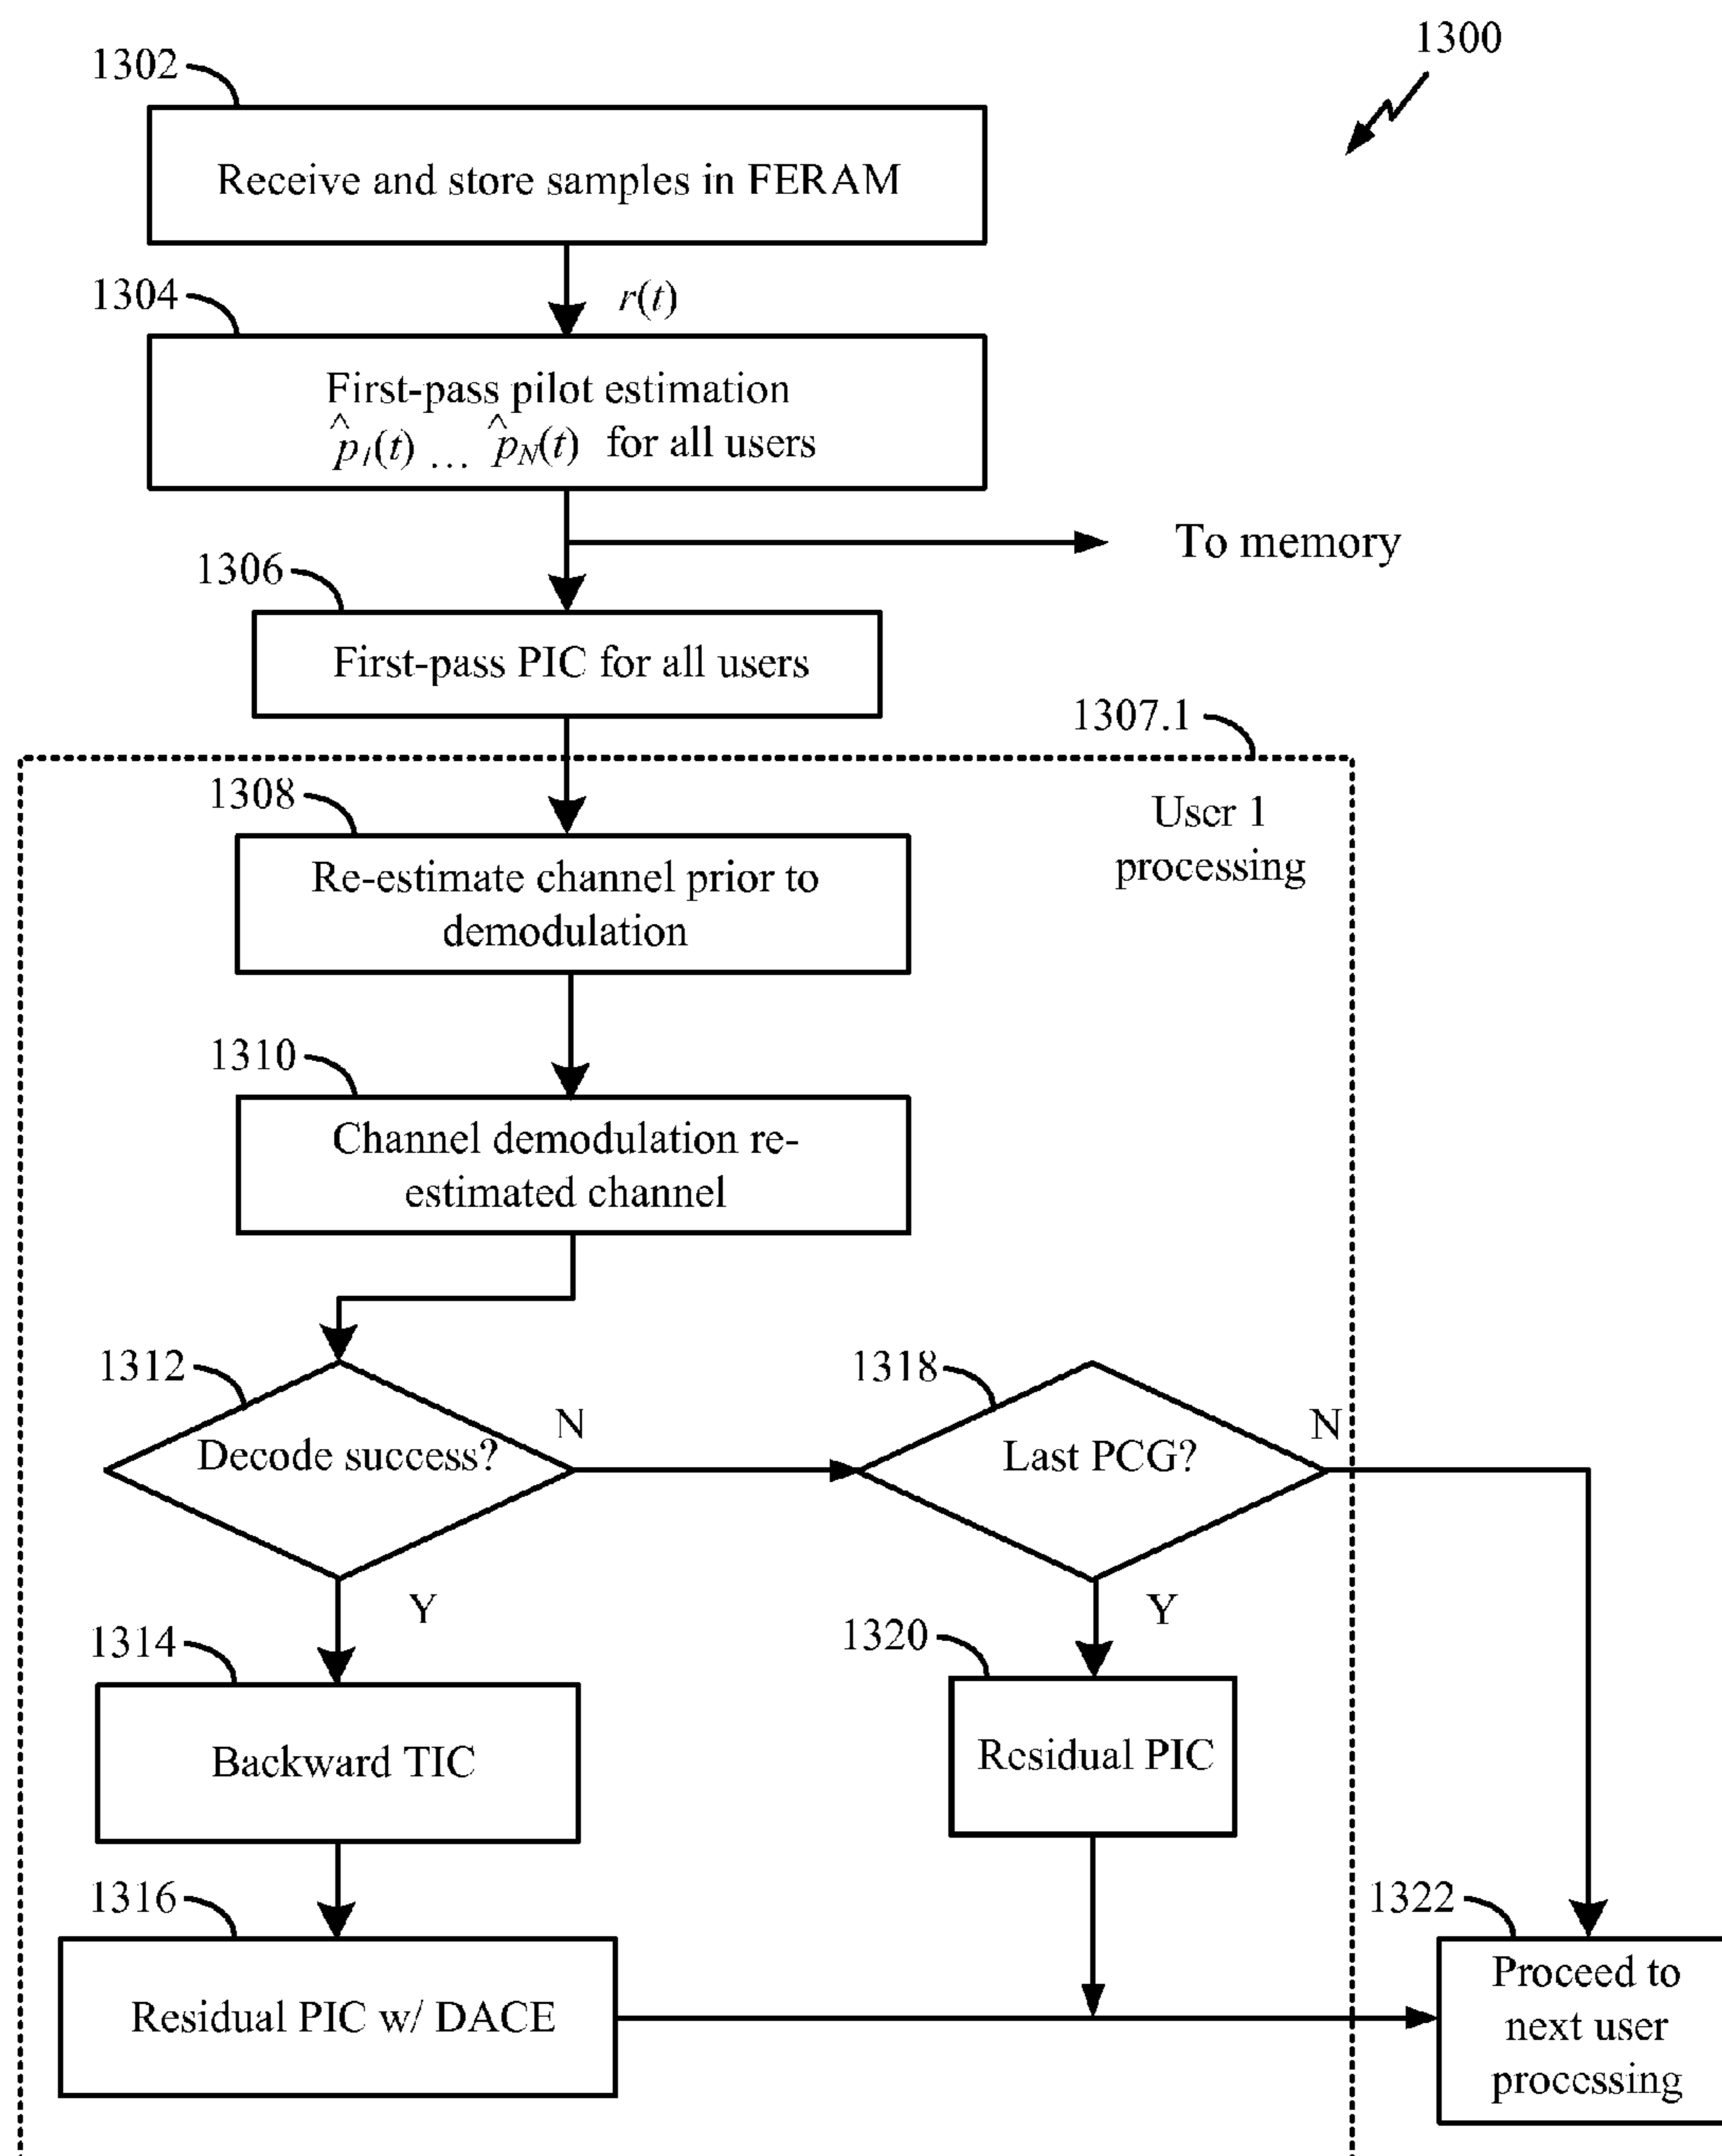 1300
1302
Receive and store samples in FERAM
r(t)
1304
First-pass pilot estimation
p̂₁(t) ... p̂_N(t) for all users
To memory
1306
First-pass PIC for all users
1307.1
User 1
processing
1308
Re-estimate channel prior to
demodulation
1310
Channel demodulation re-
estimated channel
1312
Decode success?
N
1318
Last PCG?
N
Y
Y
1314
Backward TIC
1320
Residual PIC
1316
Residual PIC w/ DACE
1322
Proceed to
next user
processing